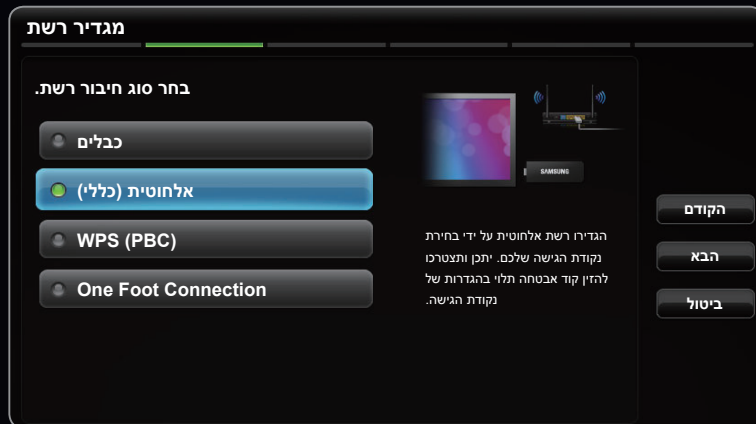 מגדיר רשת
בחר סוג חיבור רשת.
כבלים
אלחוטית (כללי)
WPS (PBC)
One Foot Connection
SAMSUNG
הגדירו רשת אלחוטית על ידי בחירת
נקודת הגישה שלכם. יתכן ותצטרכו
להזין קוד אבטחה תלוי בהגדרות של
נקודת הגישה.
הקודם
הבא
ביטול